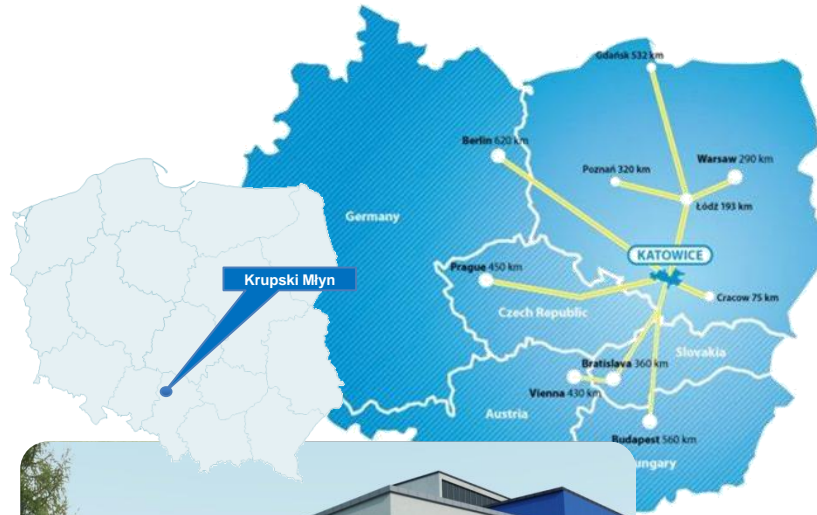 Gdańsk 532 km
Berlin 620 km
Poznań 320 km
Warsaw 290 km
Łódź 193 km
Germany
KATOWICE
Prague 450 km
Krupski Młyn
Cracow 75 km
Czech Republic
Slovakia
Bratislava 360 km
Vienna 430 km
Austria
Budapest 560 km
ungary